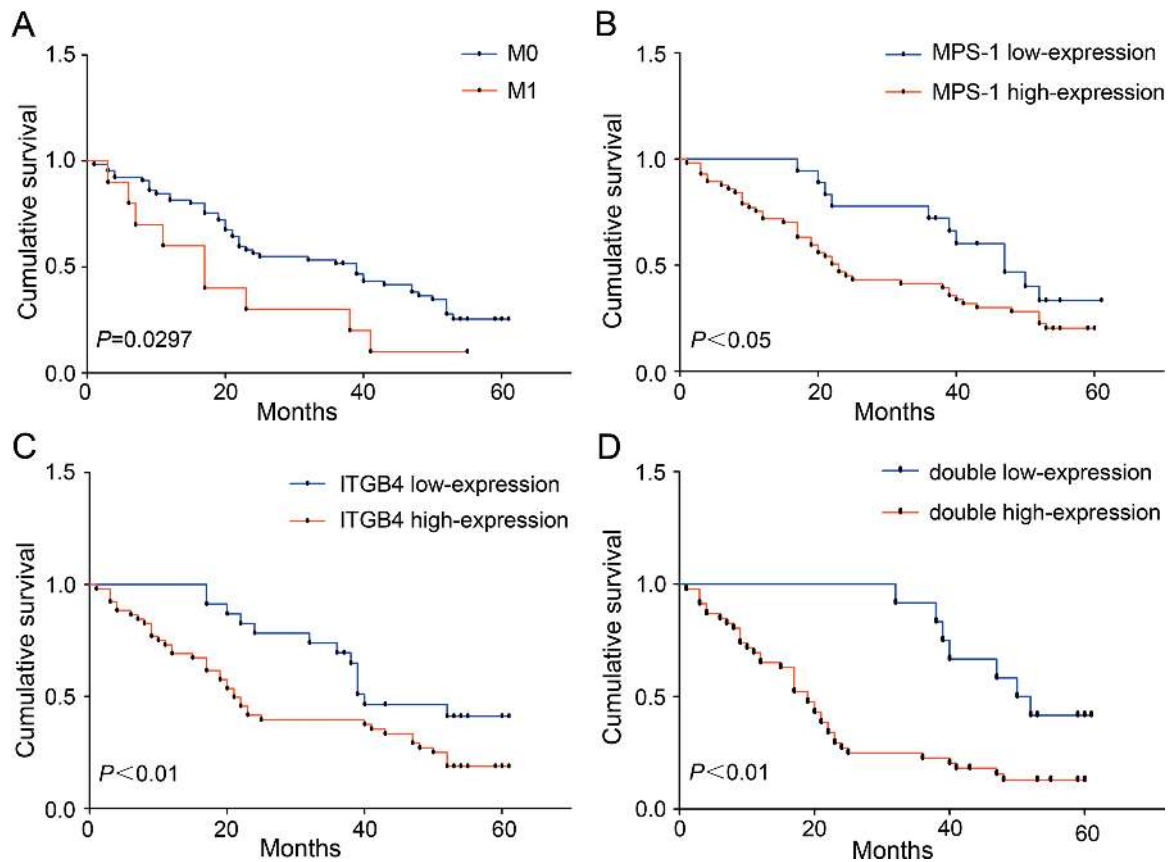 A
1.5
M0
M1
Cumulative survival
1.0
0.5
P=0.0297
0.0
0
20
40
60
Months
B
1.5
MPS-1 low-expression
MPS-1 high-expression
Cumulative survival
1.0
0.5
P<0.05
0.0
0
20
40
60
Months
C
1.5
ITGB4 low-expression
ITGB4 high-expression
Cumulative survival
1.0
0.5
P<0.01
0.0
0
20
40
60
Months
D
1.5
double low-expression
double high-expression
Cumulative survival
1.0
0.5
P<0.01
0.0
0
20
40
60
Months